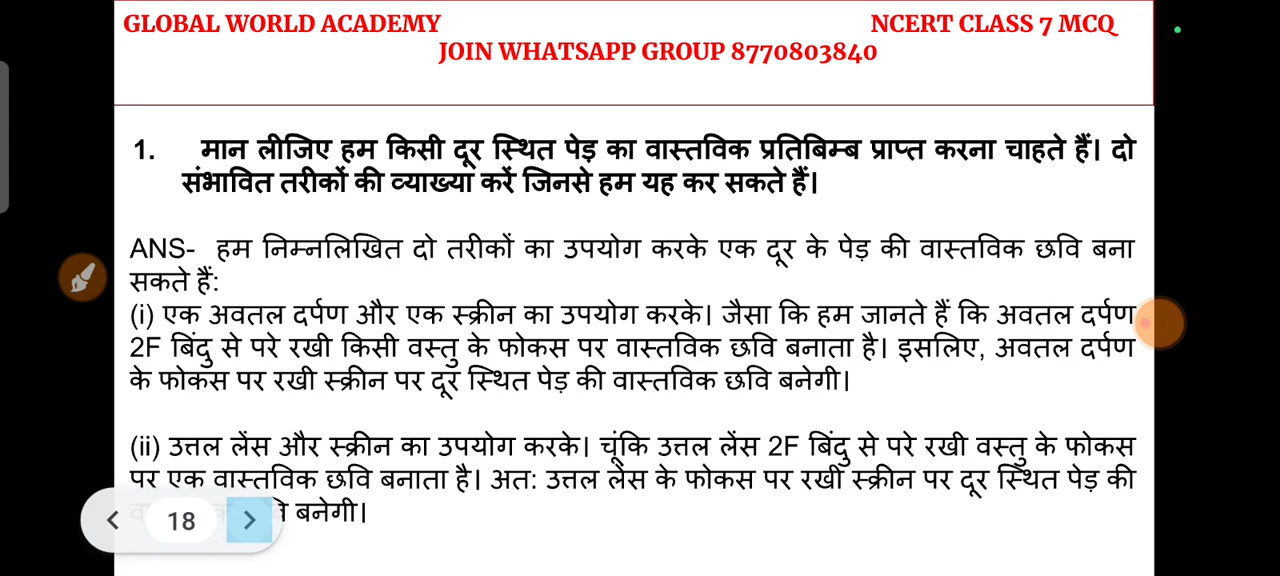 GLOBAL WORLD ACADEMY NCERT CLASS 7 MCQ
JOIN WHATSAPP GROUP 8770803840
1. मान लीजिए हम किसी दूर स्थित पेड़ का वास्तविक प्रतिबिम्ब प्राप्त करना चाहते हैं। दो
संभावित तरीकों की व्याख्या करें जिनसे हम यह कर सकते हैं।
ANS- हम निम्नलिखित दो तरीकों का उपयोग करके एक दूर के पेड़ की वास्तविक छवि बना
सकते हैं:
(i) एक अवतल दर्पण और एक स्क्रीन का उपयोग करके। जैसा कि हम जानते हैं कि अवतल दर्पण
2F बिंदु से परे रखी किसी वस्तु के फोकस पर वास्तविक छवि बनाता है। इसलिए, अवतल दर्पण
के फोकस पर रखी स्क्रीन पर दूर स्थित पेड़ की वास्तविक छवि बनेगी।
(ii) उत्तल लेंस और स्क्रीन का उपयोग करके। चूंकि उत्तल लेंस 2F बिंदु से परे रखी वस्तु के फोकस
पर एक वास्तविक छवि बनाता है। अत: उत्तल लेंस के फोकस पर रखी स्क्रीन पर दूर स्थित पेड़ की
बनेगी।
18